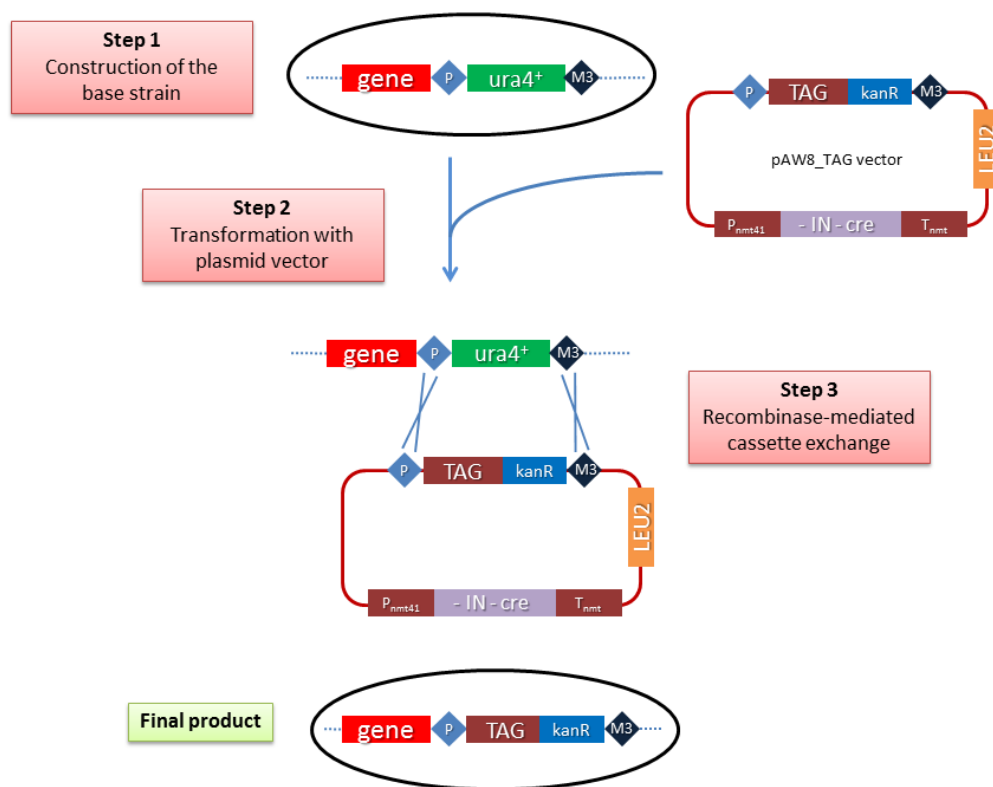 Step 1
Construction of the
base strain
gene P ura4⁺ M3
P TAG kanR M3
LEU2
pAW8_TAG vector
Pnmt41 - IN - cre Tnmt
Step 2
Transformation with
plasmid vector
gene P ura4⁺ M3
Step 3
Recombinase-mediated
cassette exchange
P TAG kanR M3
LEU2
Pnmt41 - IN - cre Tnmt
Final product
gene P TAG kanR M3